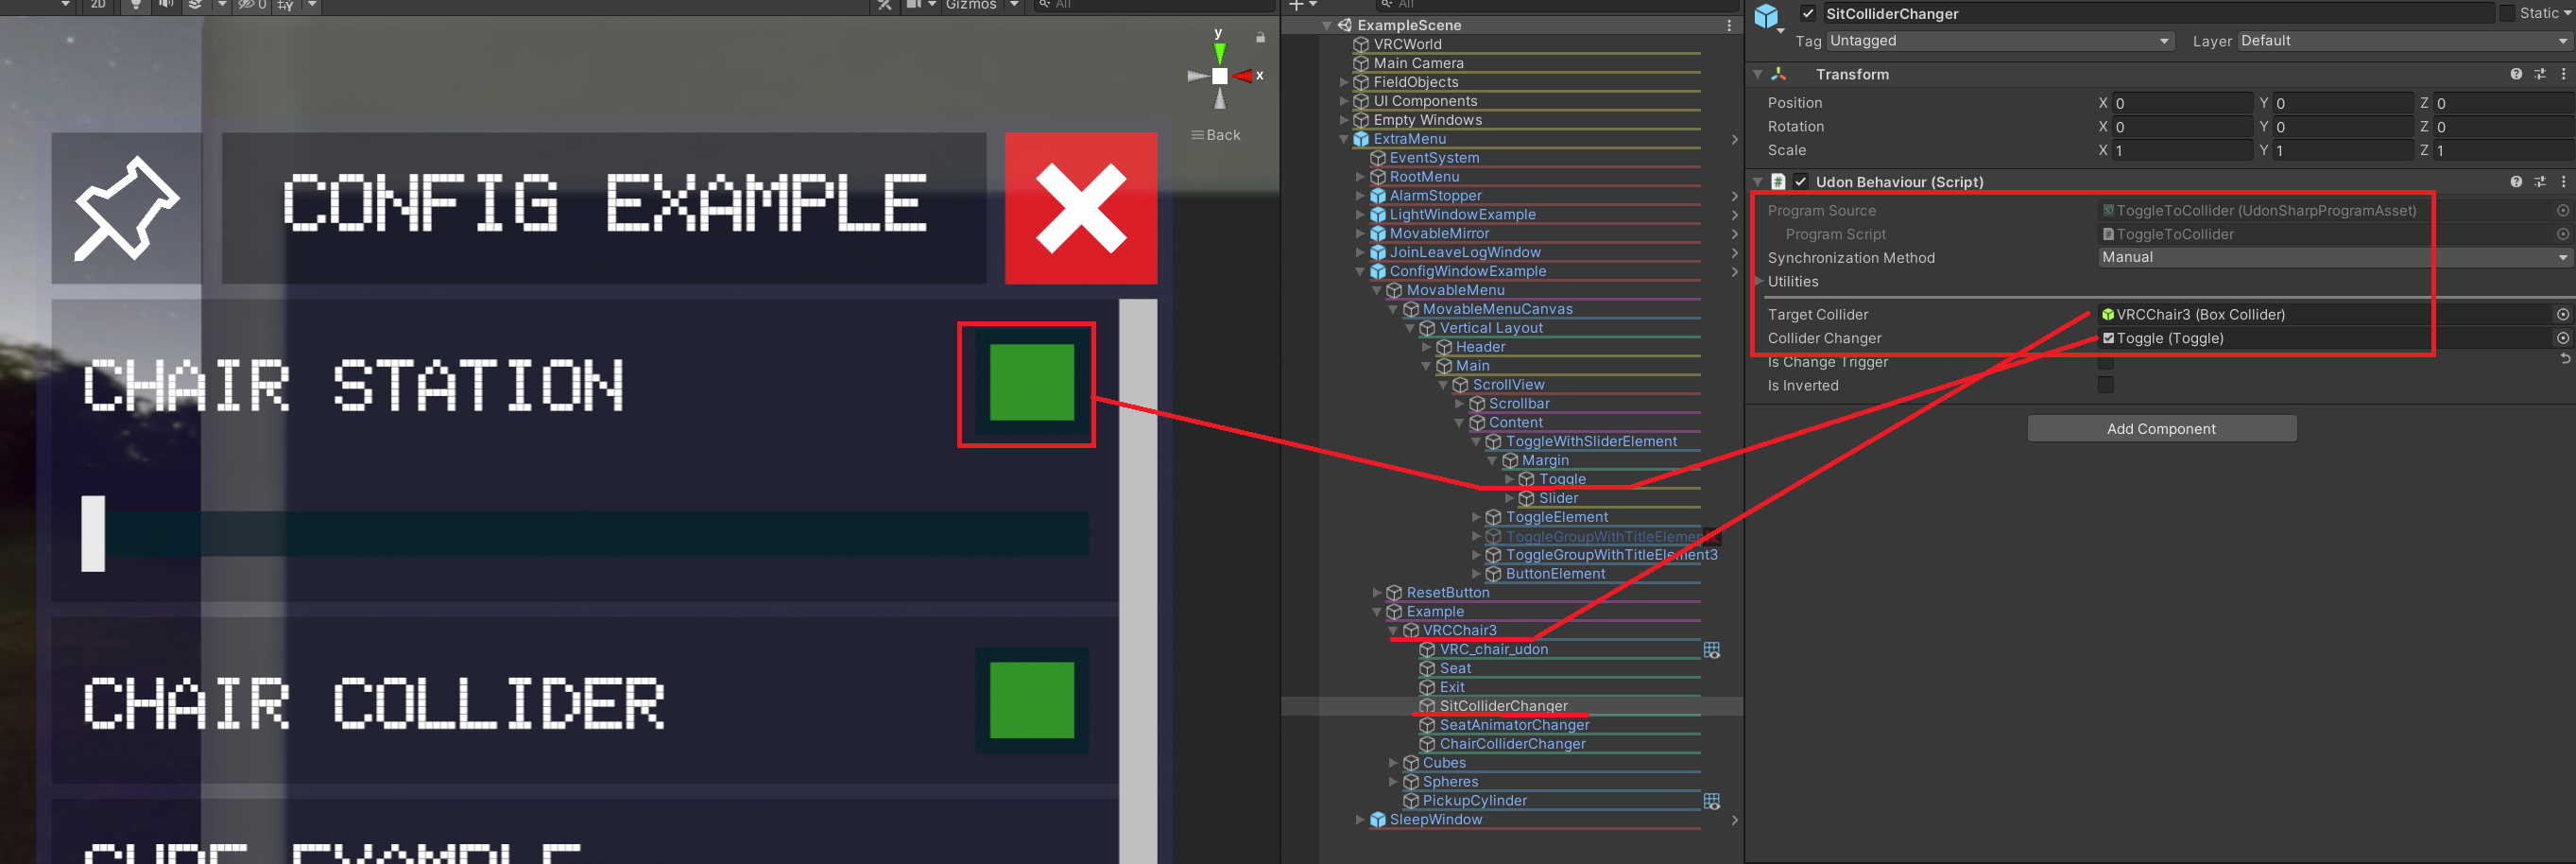 2D
0
Gizmos
All
y
x
Back
CONFIG EXAMPLE
CHAIR STATION
CHAIR COLLIDER
CUBE EXAMPLE
All
ExampleScene
VRCWorld
Main Camera
FieldObjects
UI Components
Empty Windows
ExtraMenu
EventSystem
RootMenu
AlarmStopper
LightWindowExample
MovableMirror
JoinLeaveLogWindow
ConfigWindowExample
MovableMenu
MovableMenuCanvas
Vertical Layout
Header
Main
ScrollView
Scrollbar
Content
ToggleWithSliderElement
Margin
Toggle
Slider
ToggleElement
ToggleGroupWithTitleElemen
ToggleGroupWithTitleElement3
ButtonElement
ResetButton
Example
VRCChair3
VRC_chair_udon
Seat
Exit
SitColliderChanger
SeatAnimatorChanger
ChairColliderChanger
Cubes
Spheres
PickupCylinder
SleepWindow
SitColliderChanger
Static
Tag Untagged Layer Default
Transform
Position X 0 Y 0 Z 0
Rotation X 0 Y 0 Z 0
Scale X 1 Y 1 Z 1
Udon Behaviour (Script)
Program Source ToggleToCollider (UdonSharpProgramAsset)
Program Script ToggleToCollider
Synchronization Method Manual
Utilities
Target Collider VRCChair3 (Box Collider)
Collider Changer Toggle (Toggle)
Is Change Trigger
Is Inverted
Add Component